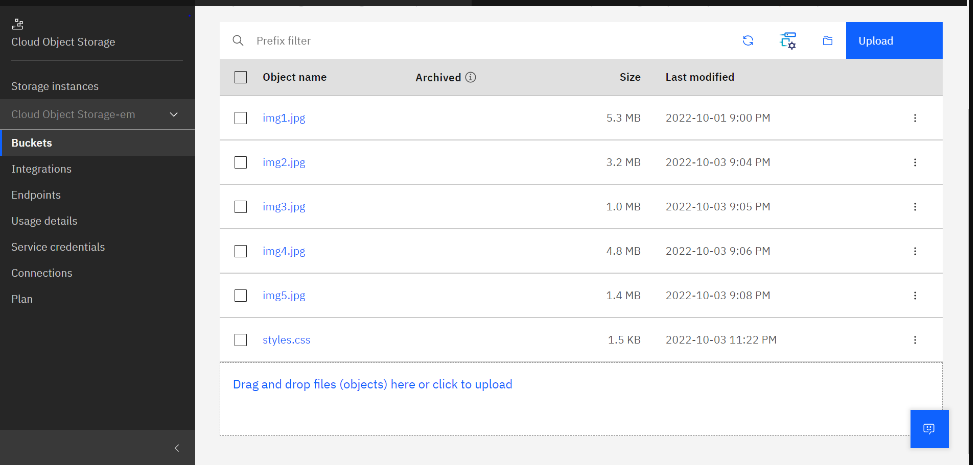 Cloud Object Storage
Storage instances
Cloud Object Storage-em
Buckets
Integrations
Endpoints
Usage details
Service credentials
Connections
Plan
Prefix filter
Upload
Object name Archived Size Last modified
img1.jpg 5.3 MB 2022-10-01 9:00 PM
img2.jpg 3.2 MB 2022-10-03 9:04 PM
img3.jpg 1.0 MB 2022-10-03 9:05 PM
img4.jpg 4.8 MB 2022-10-03 9:06 PM
img5.jpg 1.4 MB 2022-10-03 9:08 PM
styles.css 1.5 KB 2022-10-03 11:22 PM
Drag and drop files (objects) here or click to upload